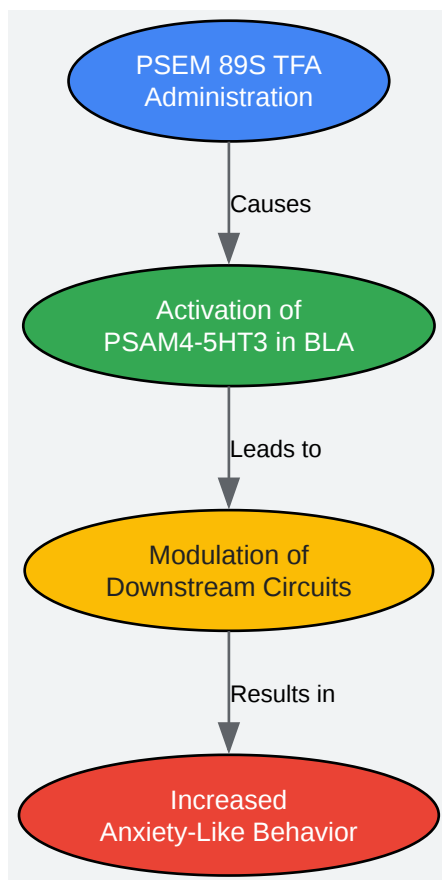 PSEM 89S TFA
Administration
Causes
Activation of
PSAM4-5HT3 in BLA
Leads to
Modulation of
Downstream Circuits
Results in
Increased
Anxiety-Like Behavior